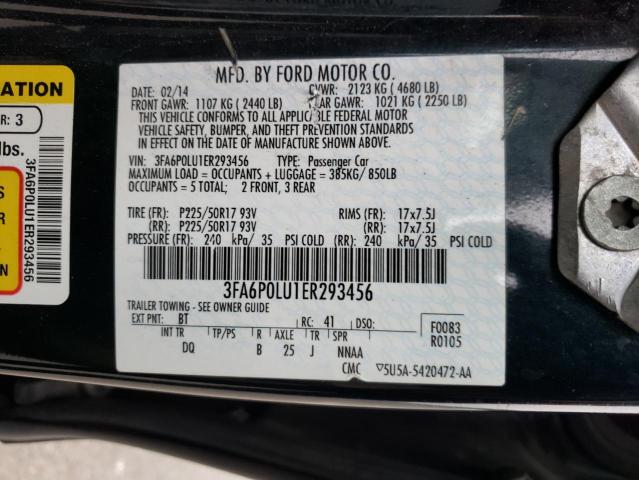 MFD. BY FORD MOTOR CO.
DATE: 02/14 GVWR: 2123 KG ( 4680 LB)
FRONT GAWR: 1107 KG ( 2440 LB) REAR GAWR: 1021 KG ( 2250 LB)
THIS VEHICLE CONFORMS TO ALL APPLICABLE FEDERAL MOTOR
VEHICLE SAFETY, BUMPER, AND THEFT PREVENTION STANDARDS
IN EFFECT ON THE DATE OF MANUFACTURE SHOWN ABOVE.
VIN: 3FA6P0LU1ER293456 TYPE: Passenger Car
MAXIMUM LOAD = OCCUPANTS + LUGGAGE = 385KG/ 850LB
OCCUPANTS = 5 TOTAL; 2 FRONT, 3 REAR
TIRE (FR): P225/50R17 93V RIMS (FR): 17x7.5J
(RR): P225/50R17 93V (RR): 17x7.5J
PRESSURE (FR): 240 kPa/ 35 PSI COLD (RR): 240 kPa/ 35 PSI COLD
3FA6P0LU1ER293456
TRAILER TOWING - SEE OWNER GUIDE
EXT PNT: BT RC: 41 DSO:
INT TR TP/PS R AXLE TR SPR
DQ B 25 J NNAA
F0083
R0105
CMC 5U5A-5420472-AA
R: 3
lbs.
3FA6P0LU1ER293456